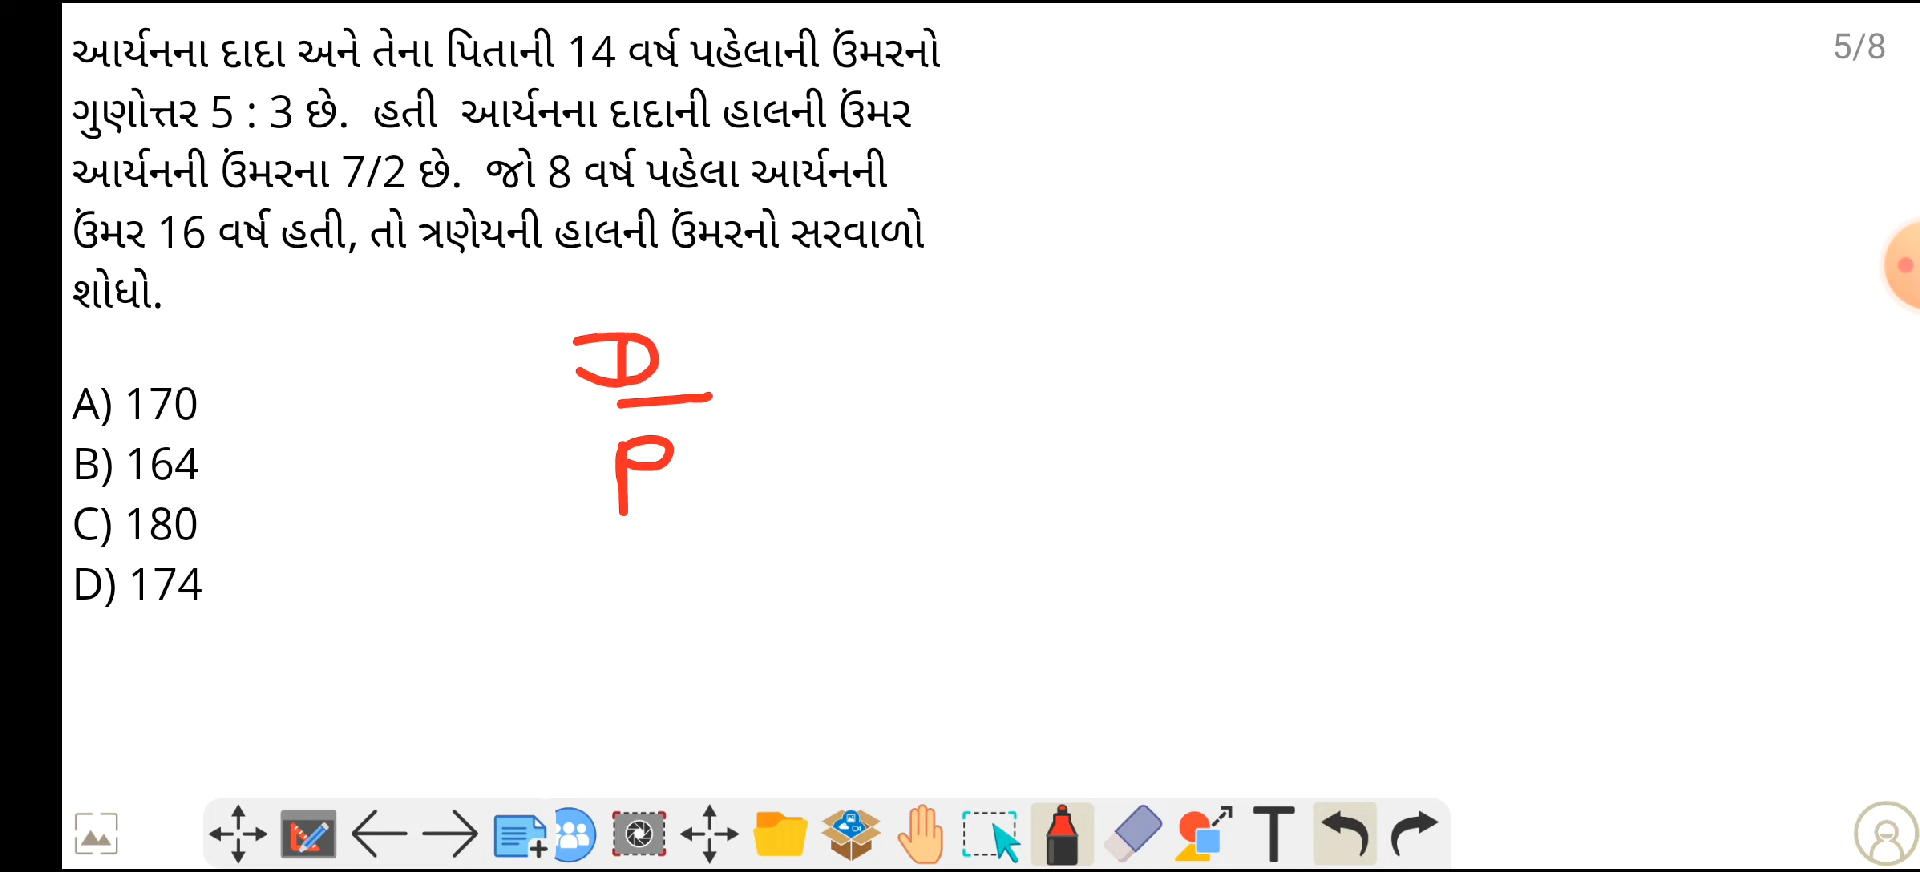 આર્યનના દાદા અને તેના પિતાની 14 વર્ષ પહેલાની ઉંમરનો
ગુણોત્તર 5 : 3 છે.  હતી  આર્યનના દાદાની હાલની ઉંમર
આર્યનની ઉંમરના 7/2 છે.  જો 8 વર્ષ પહેલા આર્યનની
ઉંમર 16 વર્ષ હતી, તો ત્રણેયની હાલની ઉંમરનો સરવાળો
શોધો.
A) 170
B) 164
C) 180
D) 174
D
P
5/8
T